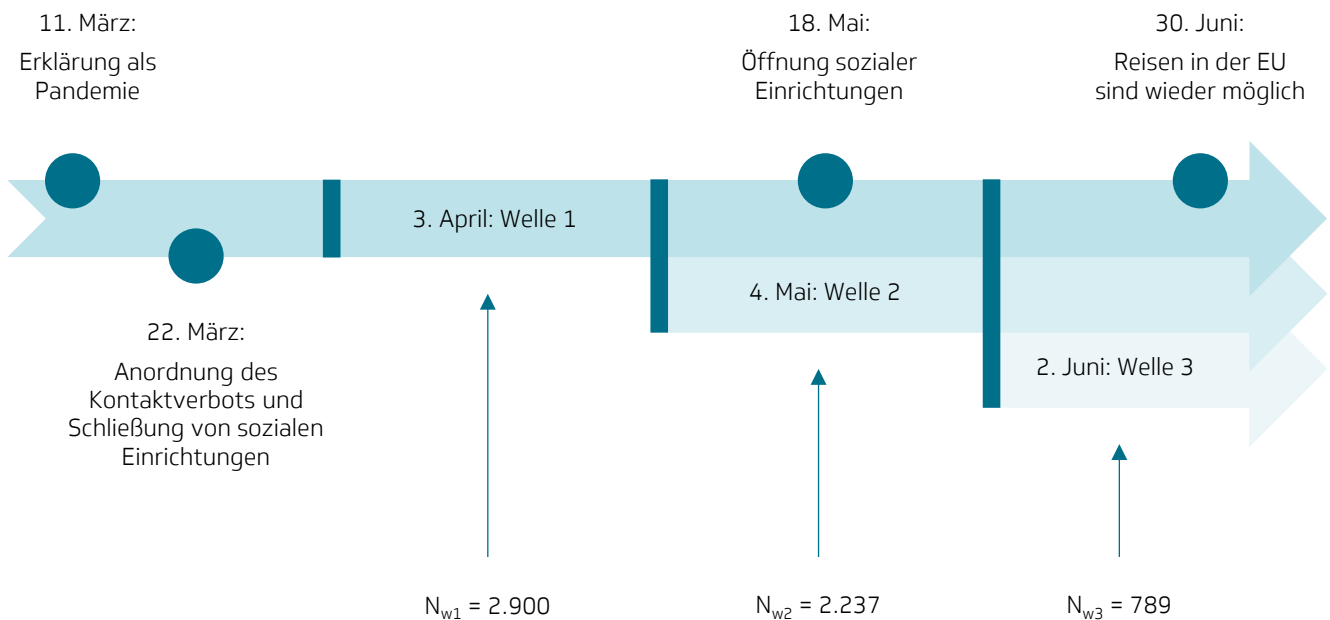 11. März:
Erklärung als
Pandemie
18. Mai:
Öffnung sozialer
Einrichtungen
30. Juni:
Reisen in der EU
sind wieder möglich
3. April: Welle 1
4. Mai: Welle 2
2. Juni: Welle 3
22. März:
Anordnung des
Kontaktverbots und
Schließung von sozialen
Einrichtungen
Nw1 = 2.900
Nw2 = 2.237
Nw3 = 789